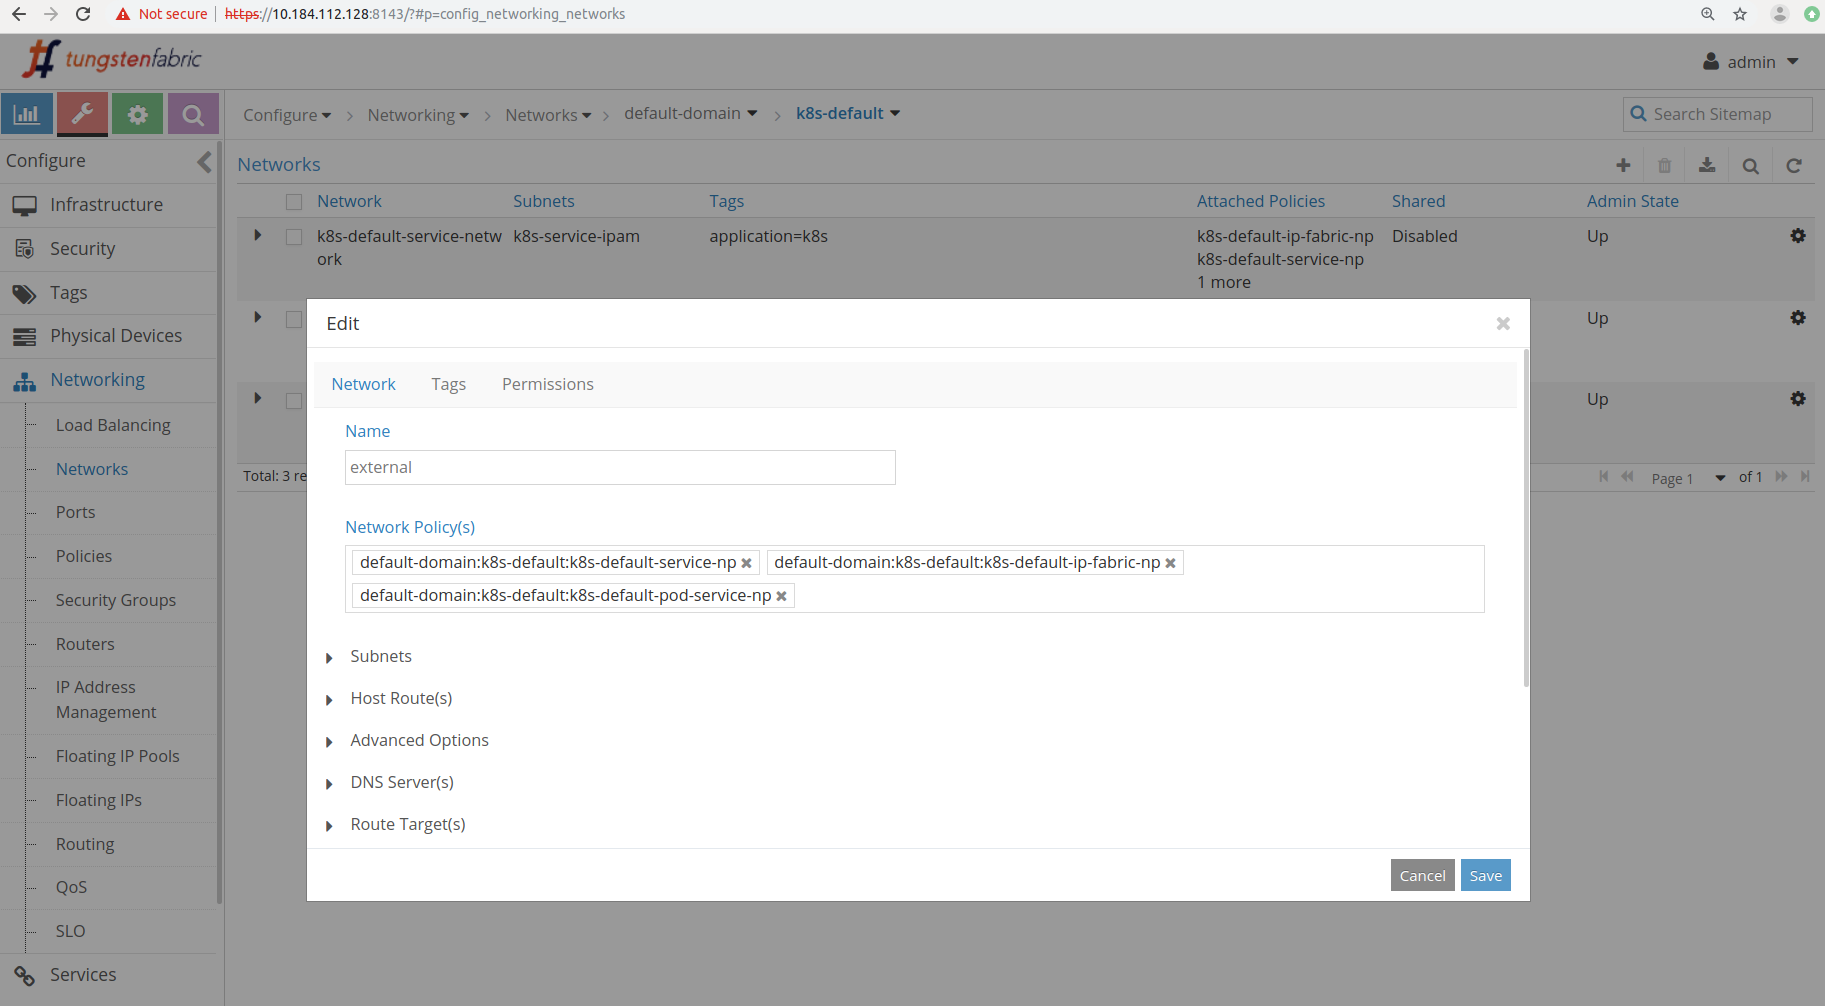 Not secure | https://10.184.112.128:8143/?#p=config_networking_networks
tungstenfabric
admin
Configure
Networking
Networks
default-domain
k8s-default
Search Sitemap
Configure
Infrastructure
Security
Tags
Physical Devices
Networking
Load Balancing
Networks
Ports
Policies
Security Groups
Routers
IP Address
Management
Floating IP Pools
Floating IPs
Routing
QoS
SLO
Services
Networks
Network Subnets Tags Attached Policies Shared Admin State
k8s-default-service-netw k8s-service-ipam application=k8s k8s-default-ip-fabric-np Disabled Up
ork k8s-default-service-np
1 more
Up
Up
Total: 3 re
Page 1 of 1
Edit
Network Tags Permissions
Name
external
Network Policy(s)
default-domain:k8s-default:k8s-default-service-np default-domain:k8s-default:k8s-default-ip-fabric-np
default-domain:k8s-default:k8s-default-pod-service-np
Subnets
Host Route(s)
Advanced Options
DNS Server(s)
Route Target(s)
Cancel Save